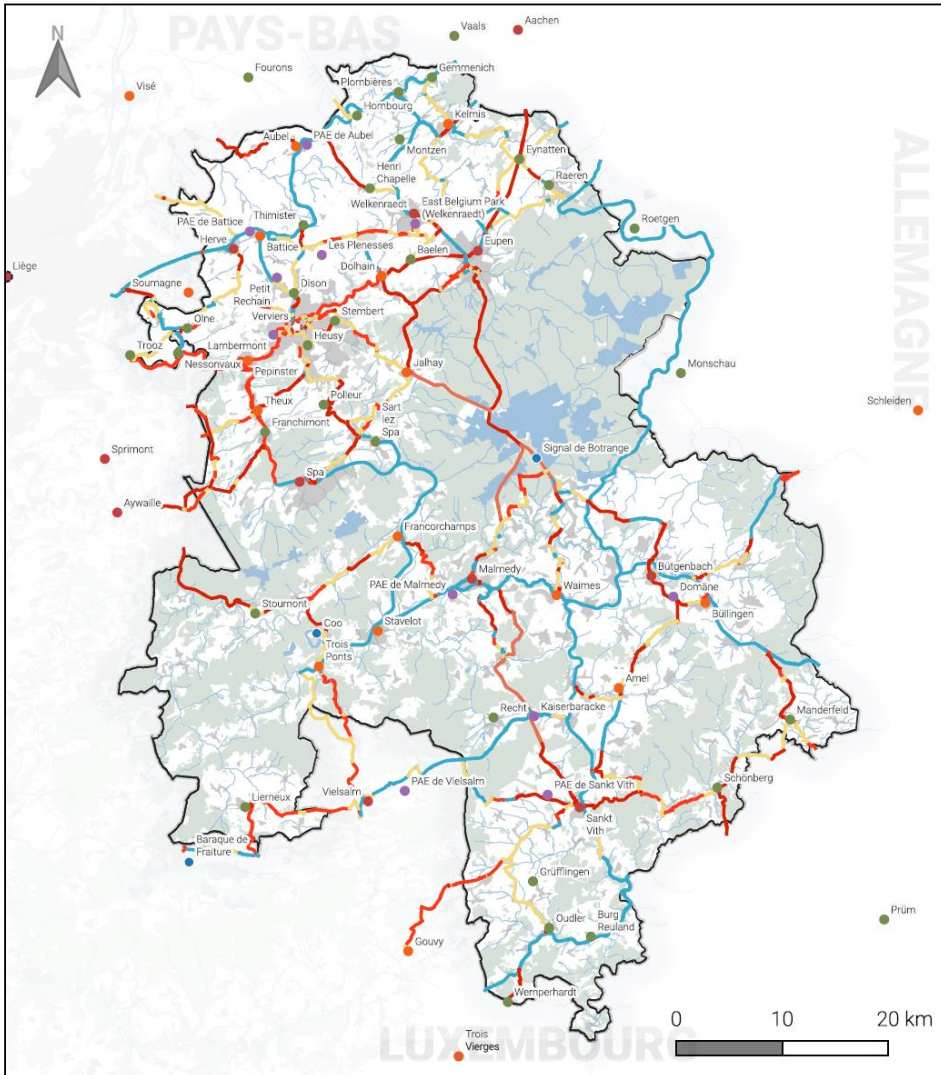 PAYS-BAS
Vaals
Aachen
N
Fourons
Gemmenich
Visé
Plombières
Hombourg
Kelmis
Aubel
PAE de Aubel
Montzen
Eynatten
Henri
Chapelle
Raeren
ALLEMAGNE
Welkenraedt
East Belgium Park
(Welkenraedt)
PAE de Battice
Thimister
Roetgen
Herve
Battice
Les Plenesses
Baelen
Eupen
Liège
Dolhain
Soumagne
Petit
Rechain
Dison
Olne
Verviers
Stembert
Trooz
Lambermont
Heusy
Nessonvaux
Pepinster
Jalhay
Monschau
Theux
Polleur
Sart
lez
Spa
Schleiden
Franchimont
Sprimont
Signal de Botrange
Spa
Aywaille
Francorchamps
Malmedy
Bütgenbach
PAE de Malmedy
Waimes
Domäne
Büllingen
Stoumont
Coo
Trois
Ponts
Stavelot
Amel
Recht
Kaiserbaracke
Manderfeld
Lierneux
Vielsalm
PAE de Vielsalm
PAE de Sankt Vith
Schönberg
Sankt
Vith
Baraque de
Fraiture
Grüfflingen
Oudler
Burg
Reuland
Prüm
Gouvy
Wemperhardt
LUXEMBOURG
Trois
Vierges
0 10 20 km